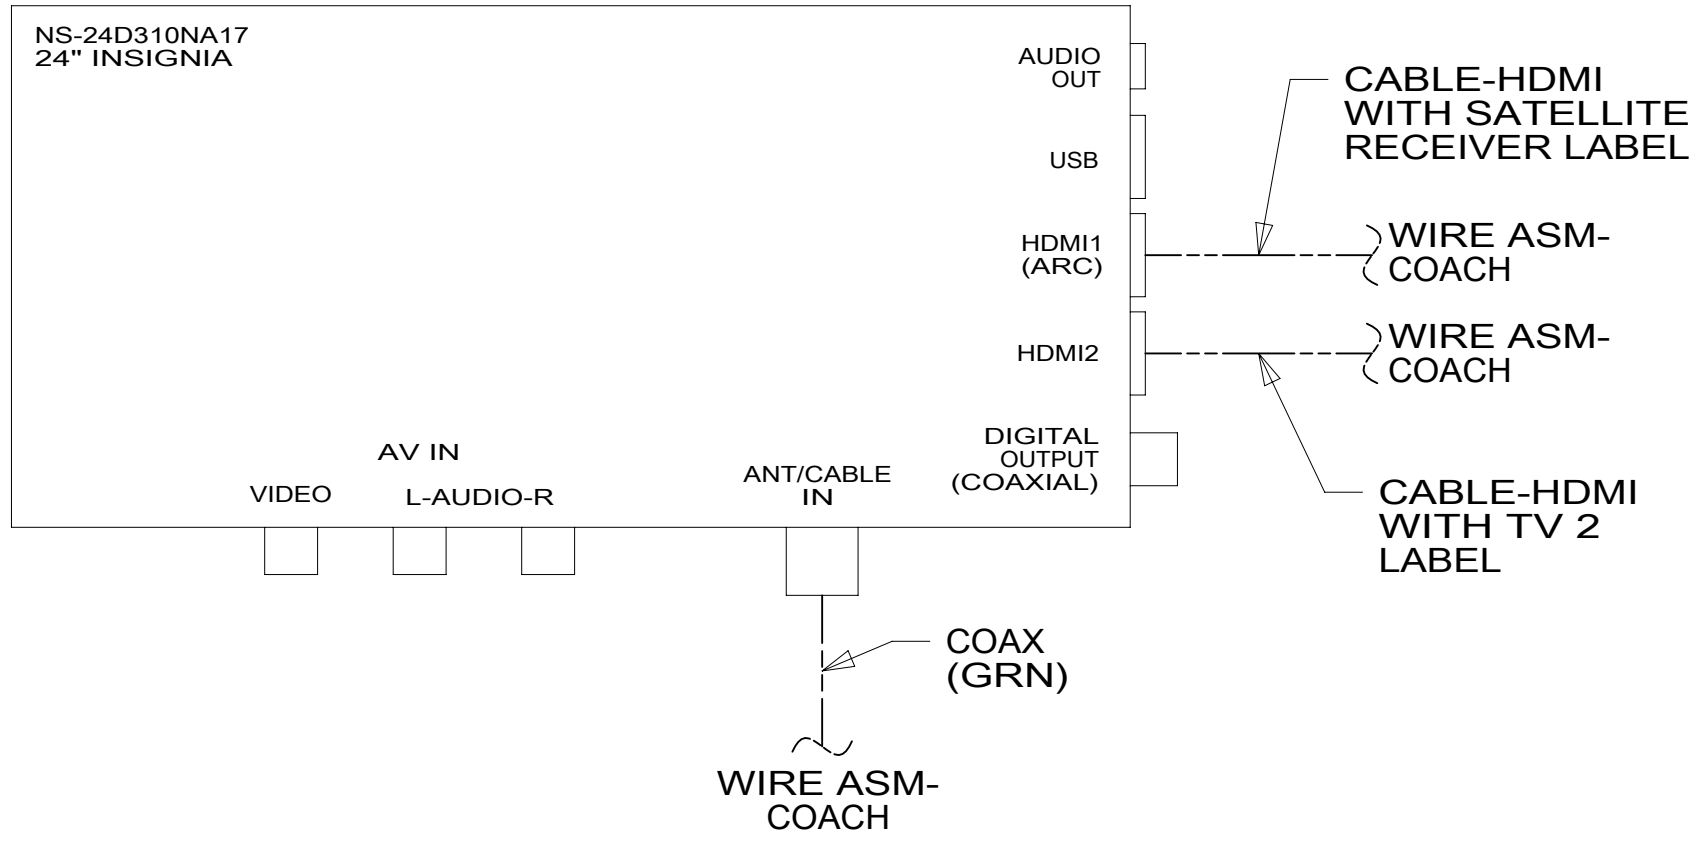 NS-24D310NA17
24" INSIGNIA
AUDIO
OUT
USB
HDMI1
(ARC)
HDMI2
DIGITAL
OUTPUT
(COAXIAL)
AV IN
VIDEO
L-AUDIO-R
ANT/CABLE
IN
CABLE-HDMI
WITH SATELLITE
RECEIVER LABEL
WIRE ASM-
COACH
WIRE ASM-
COACH
CABLE-HDMI
WITH TV 2
LABEL
COAX
(GRN)
WIRE ASM-
COACH